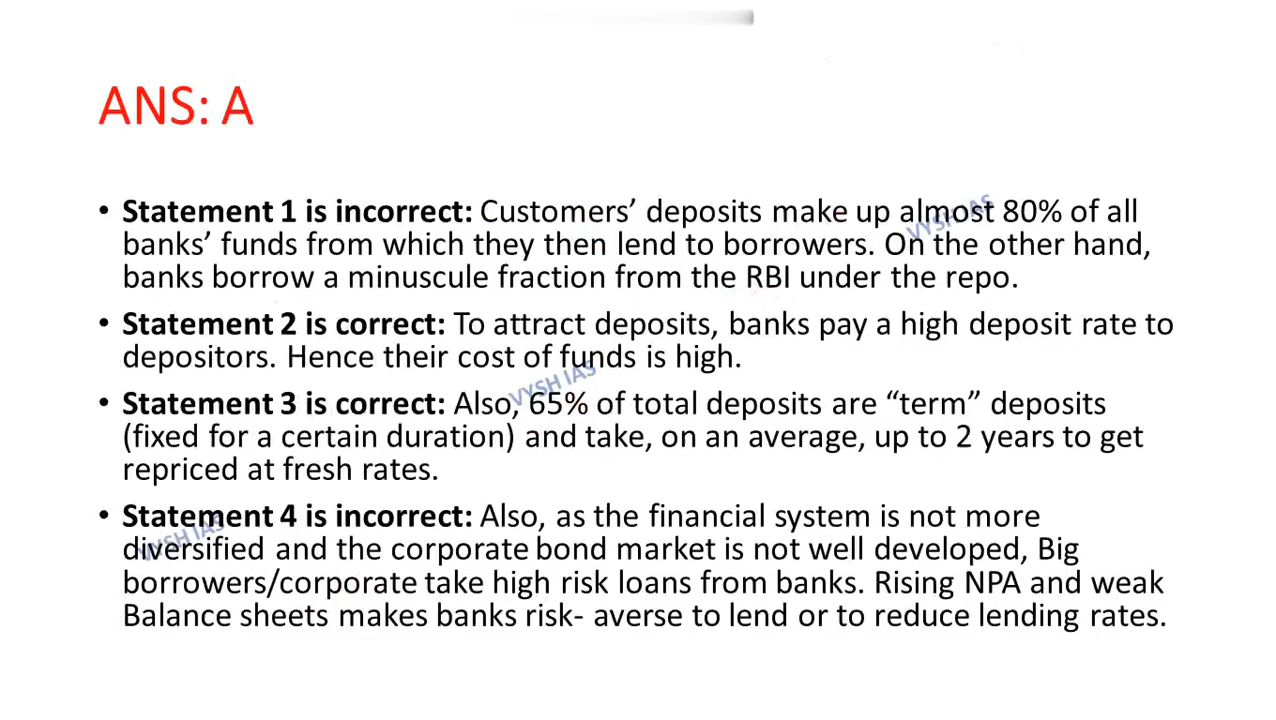 ANS: A
• Statement 1 is incorrect: Customers’ deposits make up almost 80% of all
banks’ funds from which they then lend to borrowers. On the other hand,
banks borrow a minuscule fraction from the RBI under the repo.
• Statement 2 is correct: To attract deposits, banks pay a high deposit rate to
depositors. Hence their cost of funds is high.
• Statement 3 is correct: Also, 65% of total deposits are “term” deposits
(fixed for a certain duration) and take, on an average, up to 2 years to get
repriced at fresh rates.
• Statement 4 is incorrect: Also, as the financial system is not more
diversified and the corporate bond market is not well developed, Big
borrowers/corporate take high risk loans from banks. Rising NPA and weak
Balance sheets makes banks risk- averse to lend or to reduce lending rates.
VYSH IAS
VYSH IAS
VYSH IAS